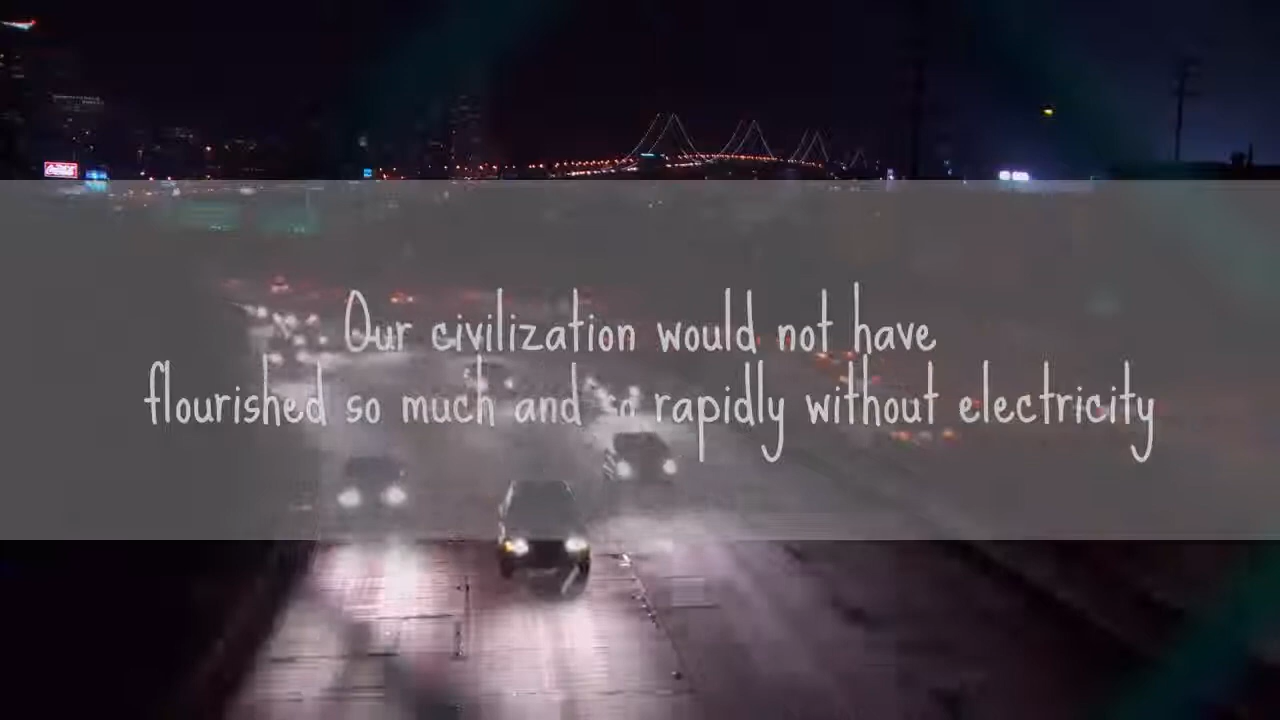 Our civilization would not have
flourished so much and so rapidly without electricity